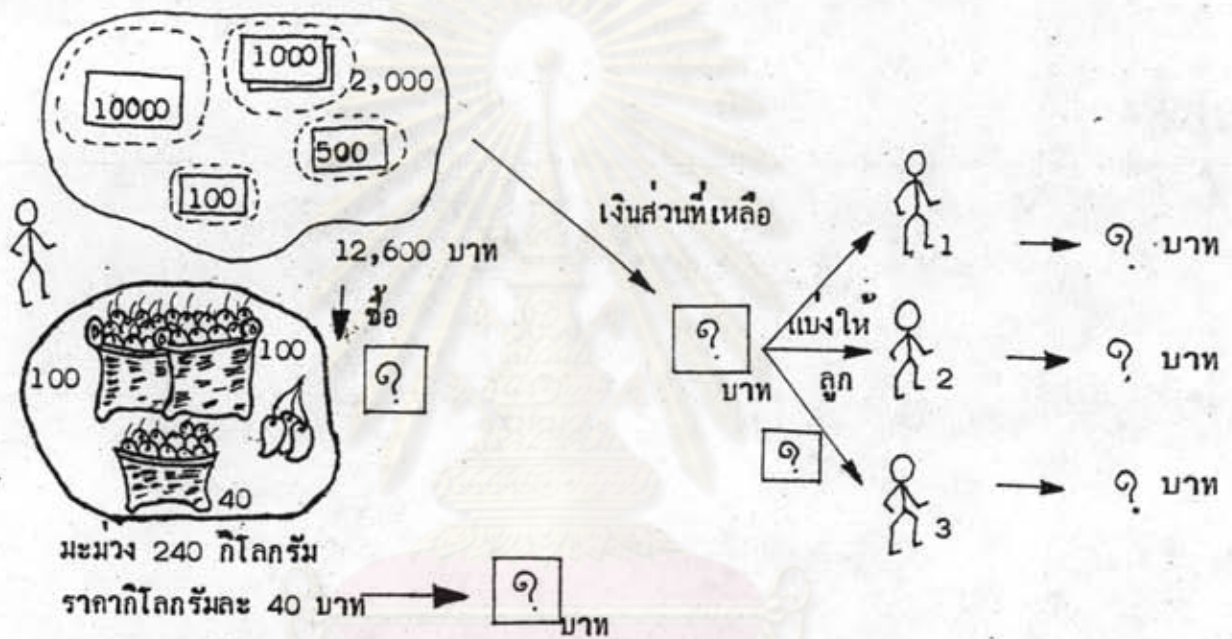 1000
2,000
10000
500
100
12,600 บาท
ซื้อ
?
100
100
40
มะม่วง 240 กิโลกรัม
ราคากิโลกรัมละ 40 บาท
?
บาท
เงินส่วนที่เหลือ
?
บาท
แบ่งให้
ลูก
?
1
? บาท
2
? บาท
3
? บาท